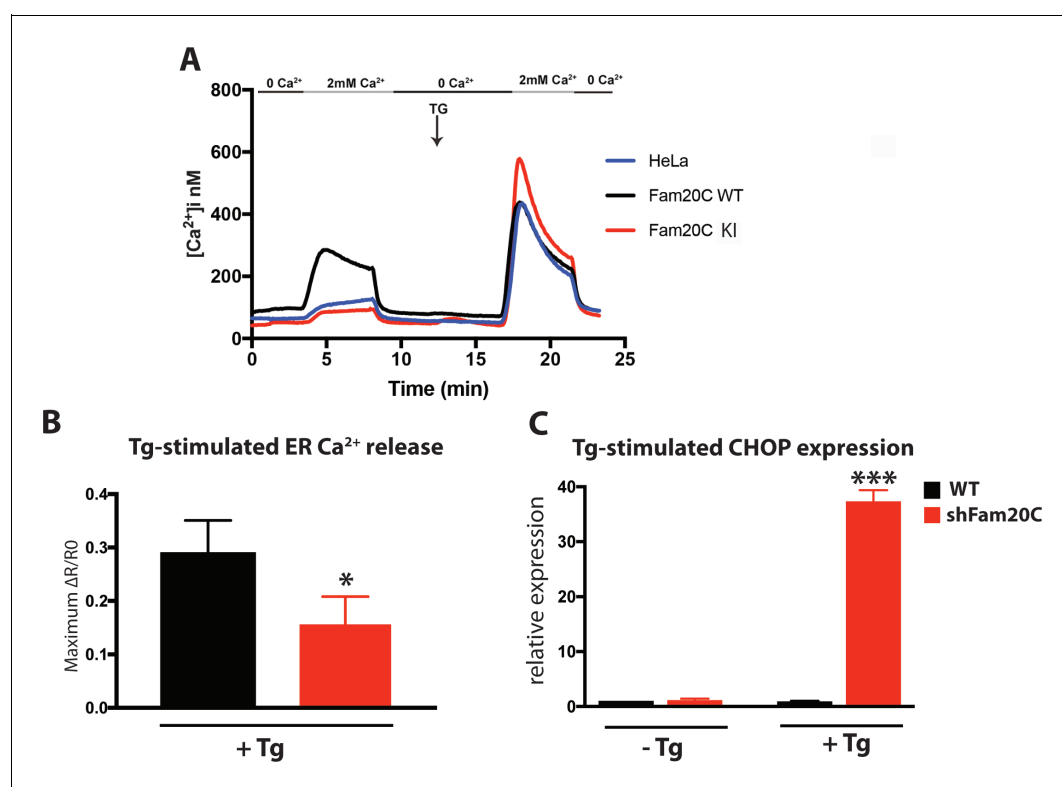 A
0 Ca²⁺ 2mM Ca²⁺ 0 Ca²⁺ 2mM Ca²⁺ 0 Ca²⁺
800
600
400
200
0
[Ca²⁺]i nM
TG
HeLa
Fam20C WT
Fam20C KI
0 5 10 15 20 25
Time (min)
B
Tg-stimulated ER Ca²⁺ release
0.4
0.3
0.2
0.1
0.0
Maximum ΔR/R0
*
+ Tg
C
Tg-stimulated CHOP expression
40
30
20
10
0
relative expression
***
WT
shFam20C
- Tg
+ Tg